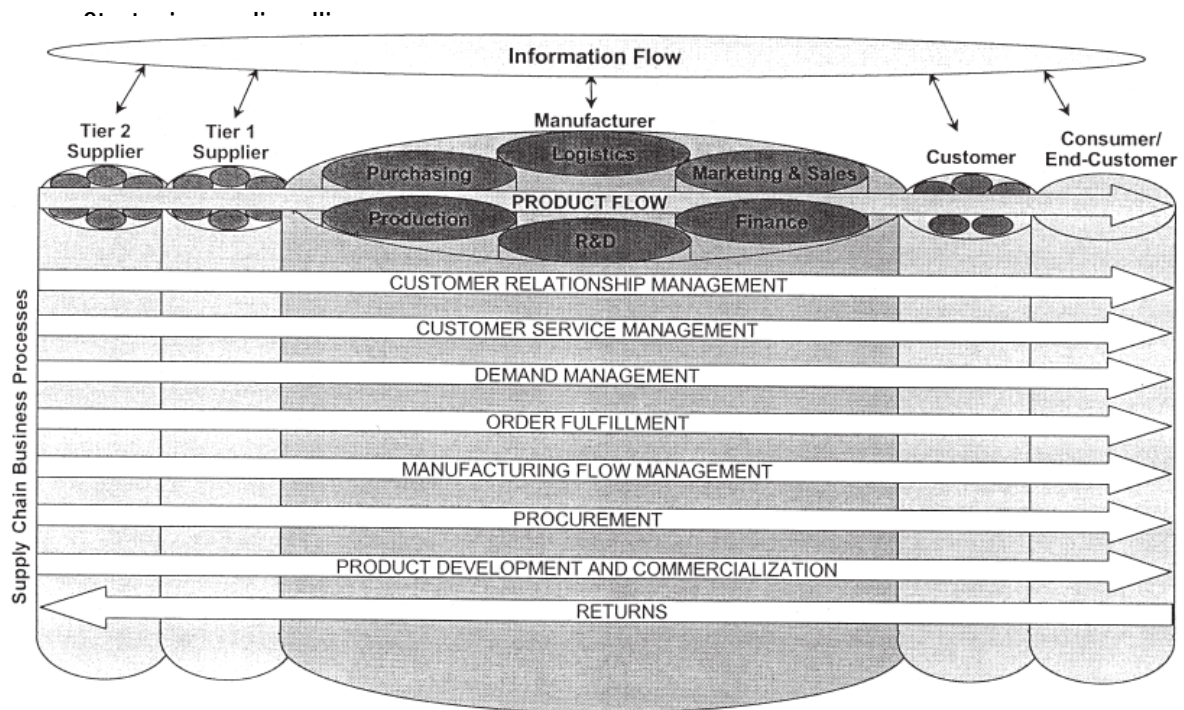 Information Flow
Tier 2
Supplier
Tier 1
Supplier
Manufacturer
Customer
Consumer/
End-Customer
Logistics
Purchasing
Marketing & Sales
PRODUCT FLOW
Production
Finance
R&D
Supply Chain Business Processes
CUSTOMER RELATIONSHIP MANAGEMENT
CUSTOMER SERVICE MANAGEMENT
DEMAND MANAGEMENT
ORDER FULFILLMENT
MANUFACTURING FLOW MANAGEMENT
PROCUREMENT
PRODUCT DEVELOPMENT AND COMMERCIALIZATION
RETURNS